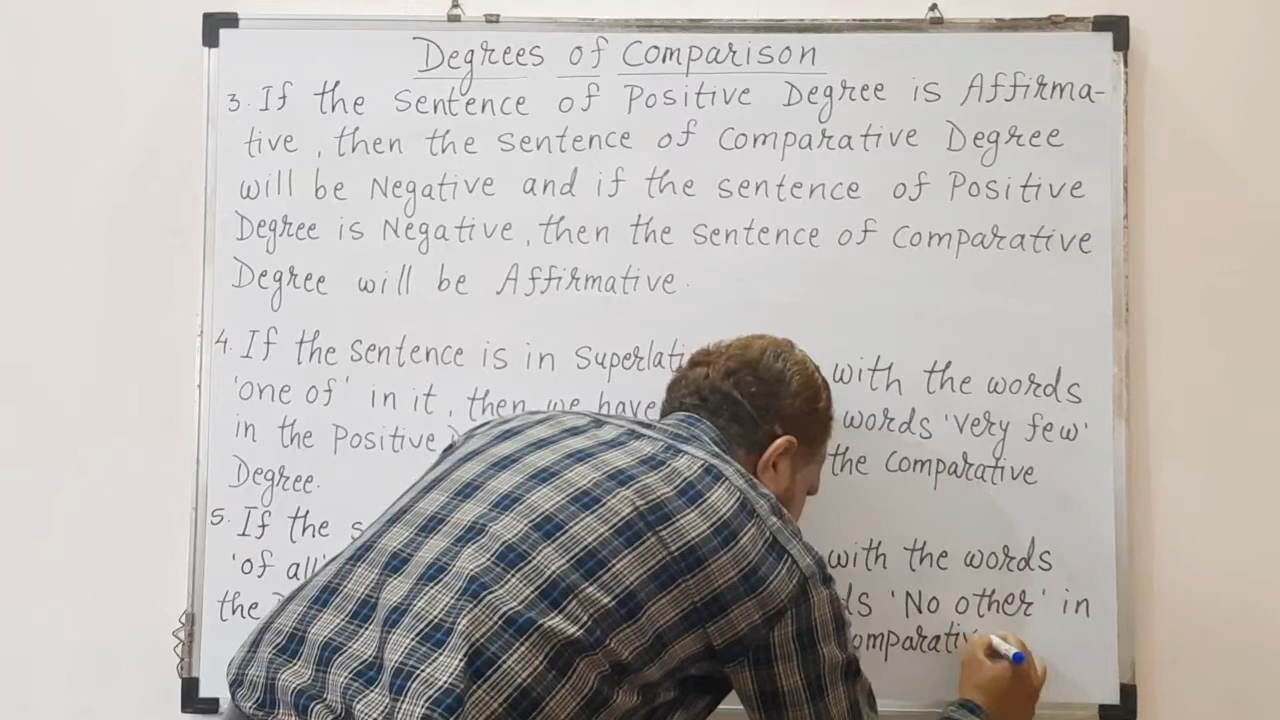 Degrees of Comparison
3. If the sentence of Positive Degree is Affirma-
tive, then the sentence of Comparative Degree
will be Negative and if the sentence of Positive
Degree is Negative, then the sentence of Comparative
Degree will be Affirmative.
4. If the sentence is in with the words
'one of' in it, then we have words 'very few'
in the Positive the Comparative
Degree.
5. If the with the words
'of all' 'No other' in
the